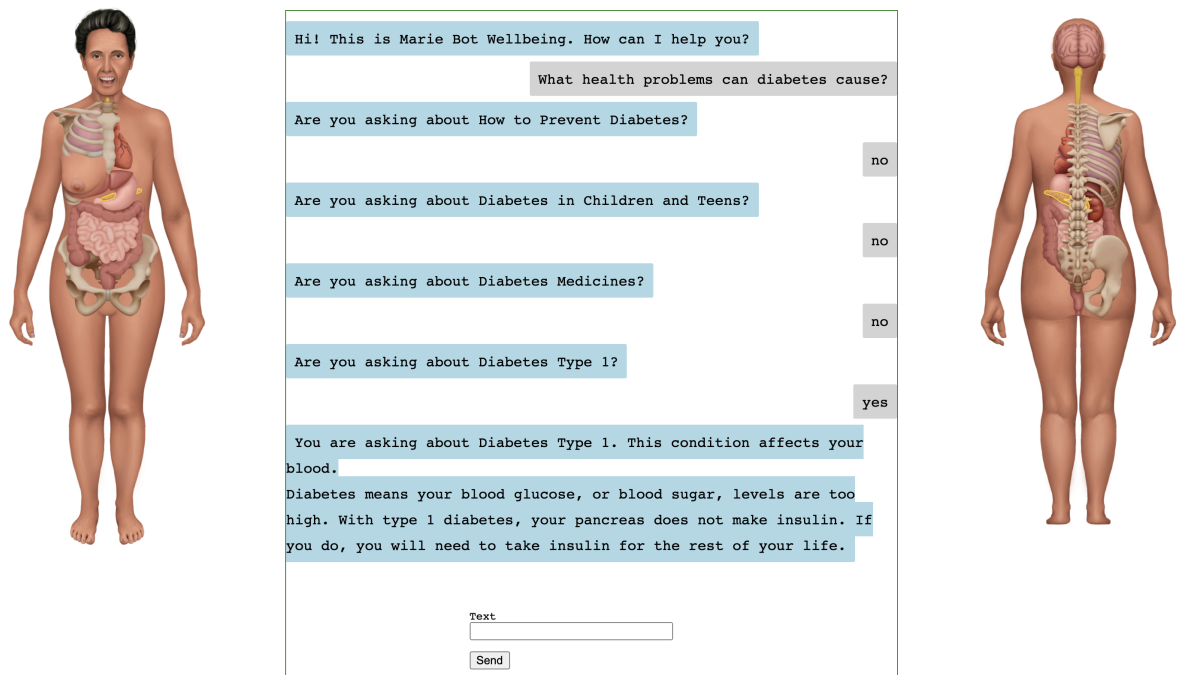 Hi! This is Marie Bot Wellbeing. How can I help you?
What health problems can diabetes cause?
Are you asking about How to Prevent Diabetes?
no
Are you asking about Diabetes in Children and Teens?
no
Are you asking about Diabetes Medicines?
no
Are you asking about Diabetes Type 1?
yes
You are asking about Diabetes Type 1. This condition affects your
blood.
Diabetes means your blood glucose, or blood sugar, levels are too
high. With type 1 diabetes, your pancreas does not make insulin. If
you do, you will need to take insulin for the rest of your life.
Text
Send